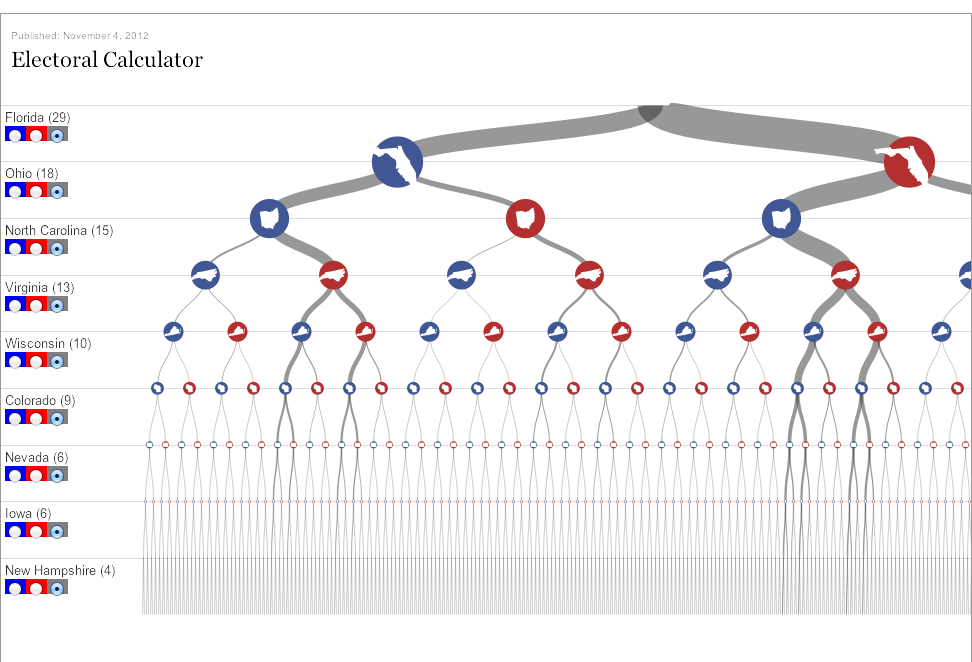 Published: November 4, 2012
Electoral Calculator
Florida (29)
Ohio (18)
North Carolina (15)
Virginia (13)
Wisconsin (10)
Colorado (9)
Nevada (6)
Iowa (6)
New Hampshire (4)